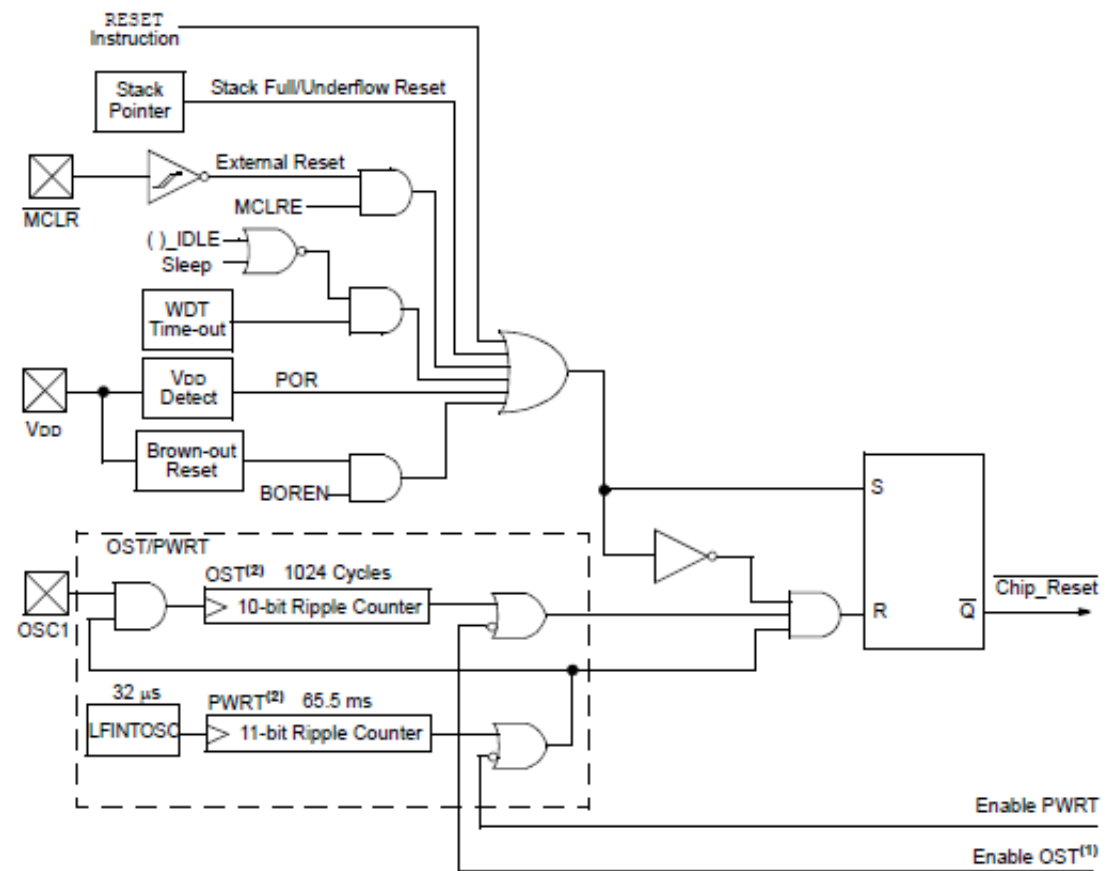 RESET
Instruction
Stack
Pointer
Stack Full/Underflow Reset
External Reset
MCLR
MCLRE
( )_IDLE
Sleep
WDT
Time-out
VDD
Detect
POR
VDD
Brown-out
Reset
BOREN
S
OST/PWRT
OST(2) 1024 Cycles
10-bit Ripple Counter
OSC1
R
Q
Chip_Reset
32 μs
LFINTOSC
PWRT(2) 65.5 ms
11-bit Ripple Counter
Enable PWRT
Enable OST(1)